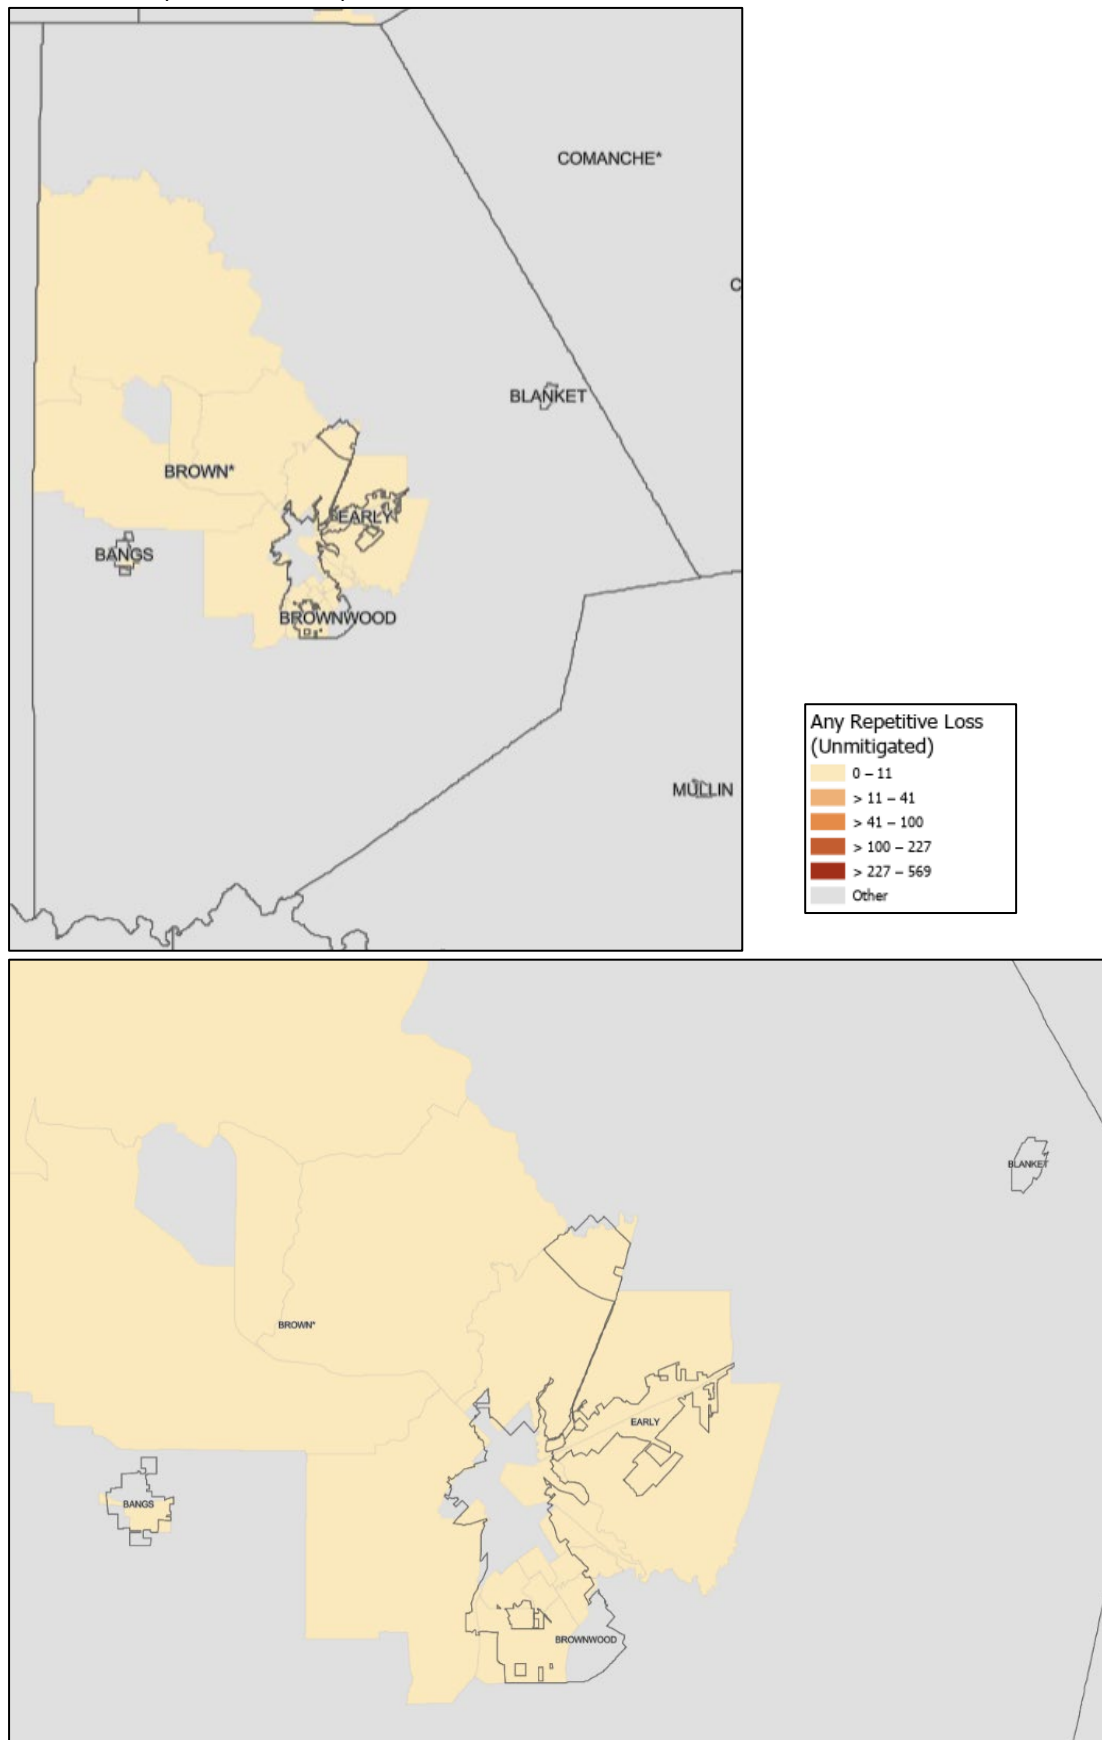 COMANCHE*
C
BLANKET
BROWN*
EARLY
BANGS
BROWNWOOD
MULLIN
Any Repetitive Loss
(Unmitigated)
0 – 11
> 11 – 41
> 41 – 100
> 100 – 227
> 227 – 569
Other
BLANKET
BROWN*
EARLY
BANGS
BROWNWOOD